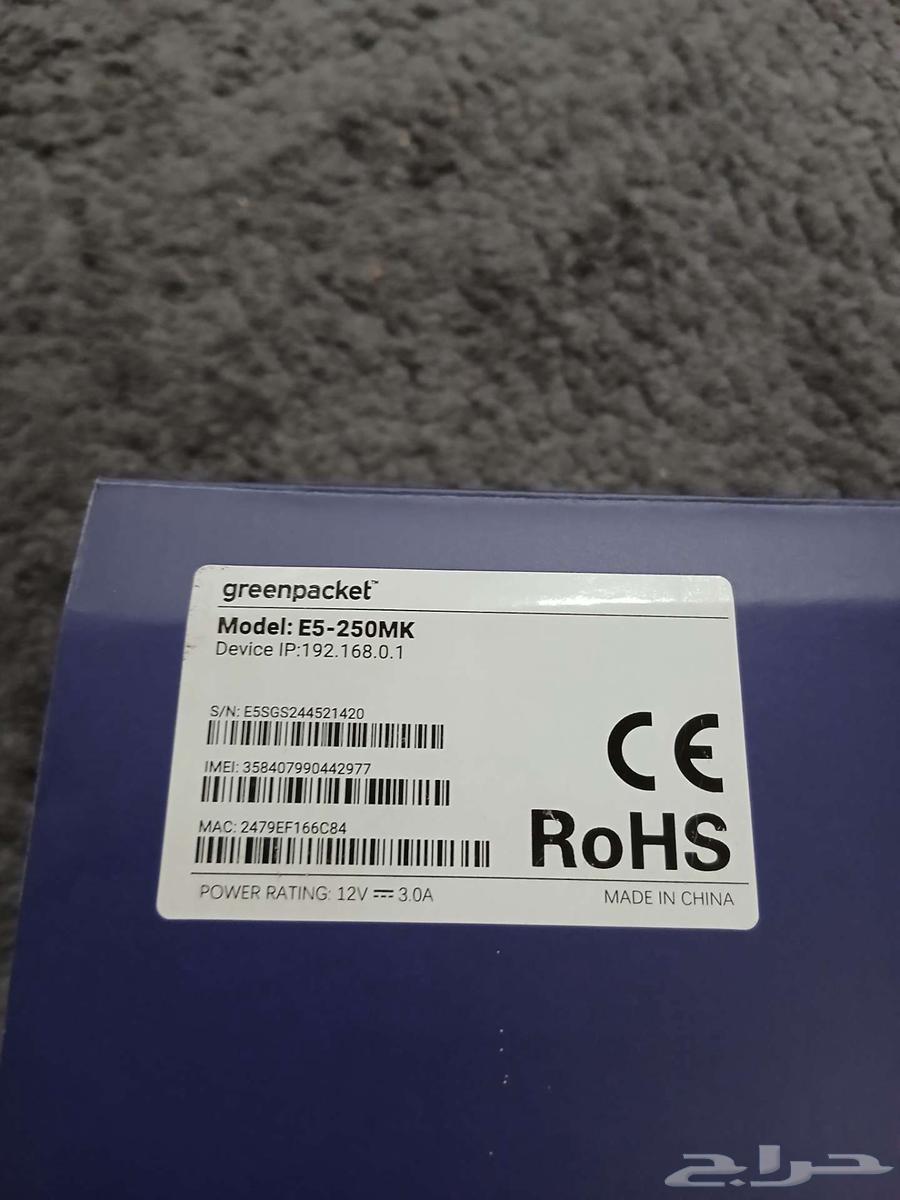 greenpacket™
Model: E5-250MK
Device IP:192.168.0.1
S/N: E5SGS244521420
IMEI: 358407990442977
MAC: 2479EF166C84
CE
RoHS
POWER RATING: 12V ⎓ 3.0A
MADE IN CHINA
حراج